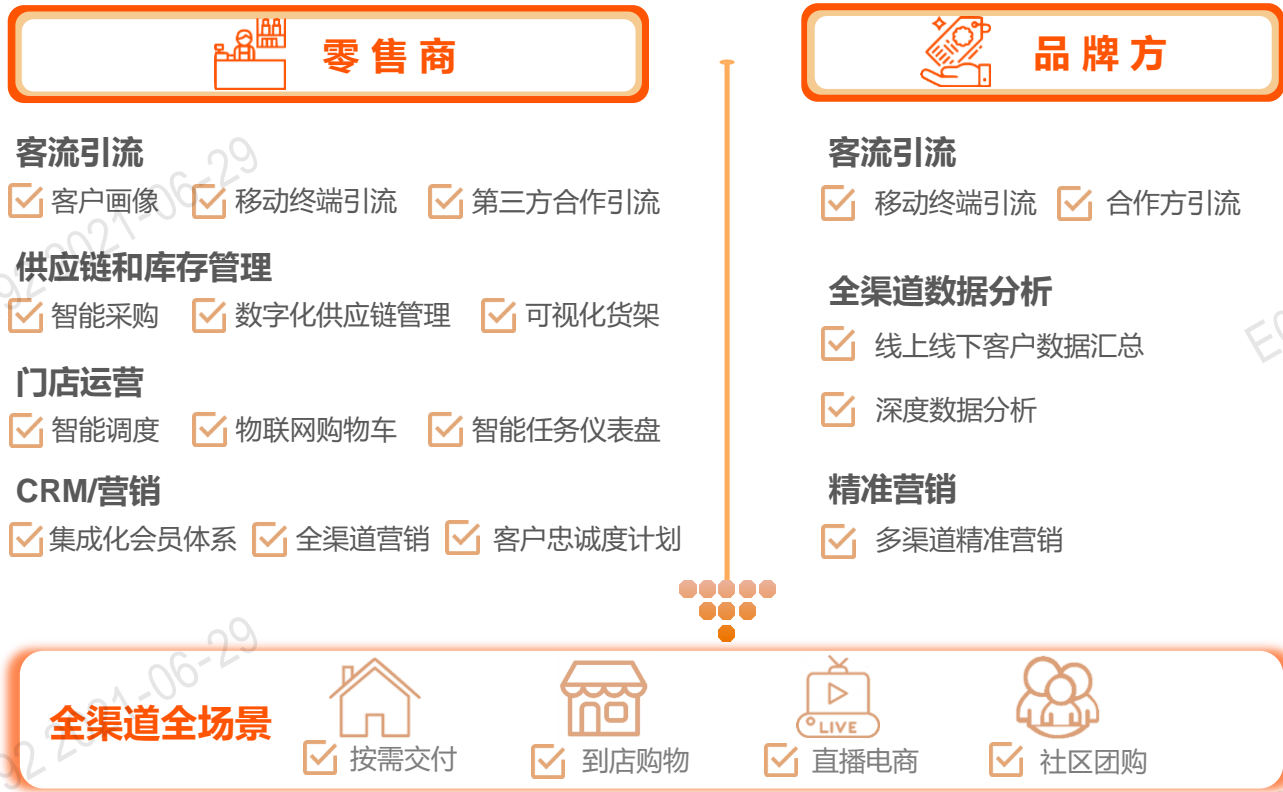 零售商
客流引流
客户画像 移动终端引流 第三方合作引流
供应链和库存管理
智能采购 数字化供应链管理 可视化货架
门店运营
智能调度 物联网购物车 智能任务仪表盘
CRM/营销
集成化会员体系 全渠道营销 客户忠诚度计划
品牌方
客流引流
移动终端引流 合作方引流
全渠道数据分析
线上线下客户数据汇总
深度数据分析
精准营销
多渠道精准营销
全渠道全场景
LIVE
按需交付 到店购物 直播电商 社区团购
92 2021-06-29
92 2021-06-29